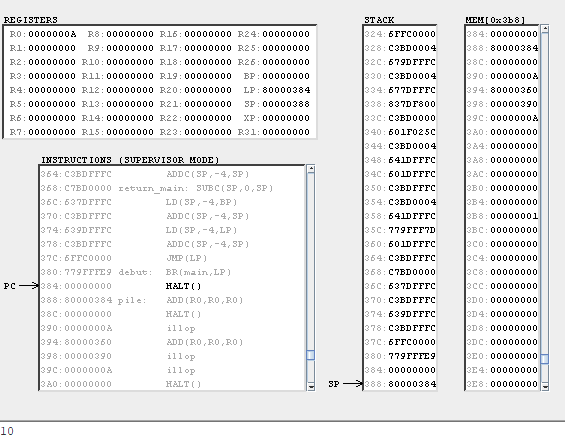 REGISTERS
R0:0000000A R8:00000000 R16:00000000 R24:00000000
R1:00000000 R9:00000000 R17:00000000 R25:00000000
R2:00000000 R10:00000000 R18:00000000 R26:00000000
R3:00000000 R11:00000000 R19:00000000 BP:00000000
R4:00000000 R12:00000000 R20:00000000 LP:80000384
R5:00000000 R13:00000000 R21:00000000 SP:00000388
R6:00000000 R14:00000000 R22:00000000 XP:00000000
R7:00000000 R15:00000000 R23:00000000 R31:00000000
INSTRUCTIONS (SUPERVISOR MODE)
364:C3BDFFFC ADDC(SP,-4,SP)
368:C7BD0000 return_main: SUBC(SP,0,SP)
36C:637DFFFC LD(SP,-4,BP)
370:C3BDFFFC ADDC(SP,-4,SP)
374:639DFFFC LD(SP,-4,LP)
378:C3BDFFFC ADDC(SP,-4,SP)
37C:6FFC0000 JMP(LP)
380:779FFFE9 debut: BR(main,LP)
PC
384:00000000 HALT()
388:80000384 pile: ADD(R0,R0,R0)
38C:00000000 HALT()
390:0000000A illop
394:80000360 ADD(R0,R0,R0)
398:00000390 illop
39C:0000000A illop
3A0:00000000 HALT()
STACK
324:6FFC0000
328:C3BD0004
32C:679DFFFC
330:C3BD0004
334:677DFFFC
338:837DF800
33C:00000000
340:601F025C
344:C3BD0004
348:641DFFFC
34C:601DFFFC
350:C3BDFFFC
354:C3BD0004
358:641DFFFC
35C:779FFF7D
360:601DFFFC
364:C3BDFFFC
368:C7BD0000
36C:637DFFFC
370:C3BDFFFC
374:639DFFFC
378:C3BDFFFC
37C:6FFC0000
380:779FFFE9
384:00000000
SP
388:80000384
MEM[0x3b8]
384:00000000
388:80000384
38C:00000000
390:0000000A
394:80000360
398:00000390
39C:0000000A
3A0:00000000
3A4:00000000
3A8:00000000
3AC:00000000
3B0:00000000
3B4:00000000
3B8:00000001
3BC:00000000
3C0:00000000
3C4:00000000
3C8:00000000
3CC:00000000
3D0:00000000
3D4:00000000
3D8:00000000
3DC:00000000
3E0:00000000
3E4:00000000
3E8:00000000
10